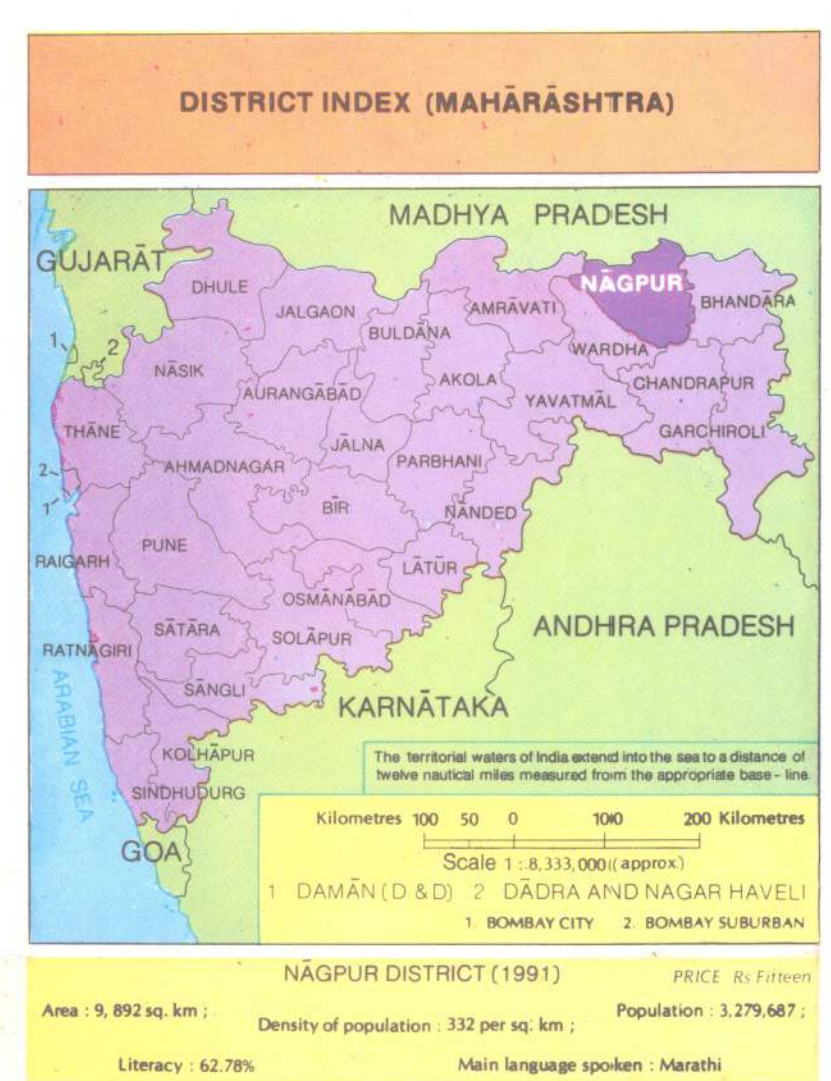 DISTRICT INDEX (MAHĀRĀSHTRA)
MADHYA PRADESH
GUJARĀT
NĀGPUR
DHULE
BHANDĀRA
JALGAON
AMRĀVATI
BULDĀNA
1
2
WARDHA
NĀSIK
AKOLA
CHANDRAPUR
AURANGĀBĀD
YAVATMĀL
THĀNE
GARCHIROLI
JĀLNA
PARBHANI
2
AHMADNAGAR
1
BĪR
NĀNDED
PUNE
RAIGARH
LĀTŪR
OSMĀNĀBĀD
SĀTĀRA
SOLĀPUR
ANDHRA PRADESH
RATNĀGIRI
ARABIAN SEA
SĀNGLI
KARNĀTAKA
KOLHĀPUR
The territorial waters of India extend into the sea to a distance of
twelve nautical miles measured from the appropriate base - line.
SINDHUDURG
GOA
Kilometres 100 50 0 100 200 Kilometres
Scale 1 : 8,333,000 ( approx.)
1 DAMĀN (D & D) 2 DĀDRA AND NAGAR HAVELI
1. BOMBAY CITY 2. BOMBAY SUBURBAN
NĀGPUR DISTRICT (1991) PRICE Rs Fifteen
Area : 9, 892 sq. km ; Population : 3,279,687 ;
Density of population : 332 per sq. km ;
Literacy : 62.78% Main language spoken : Marathi